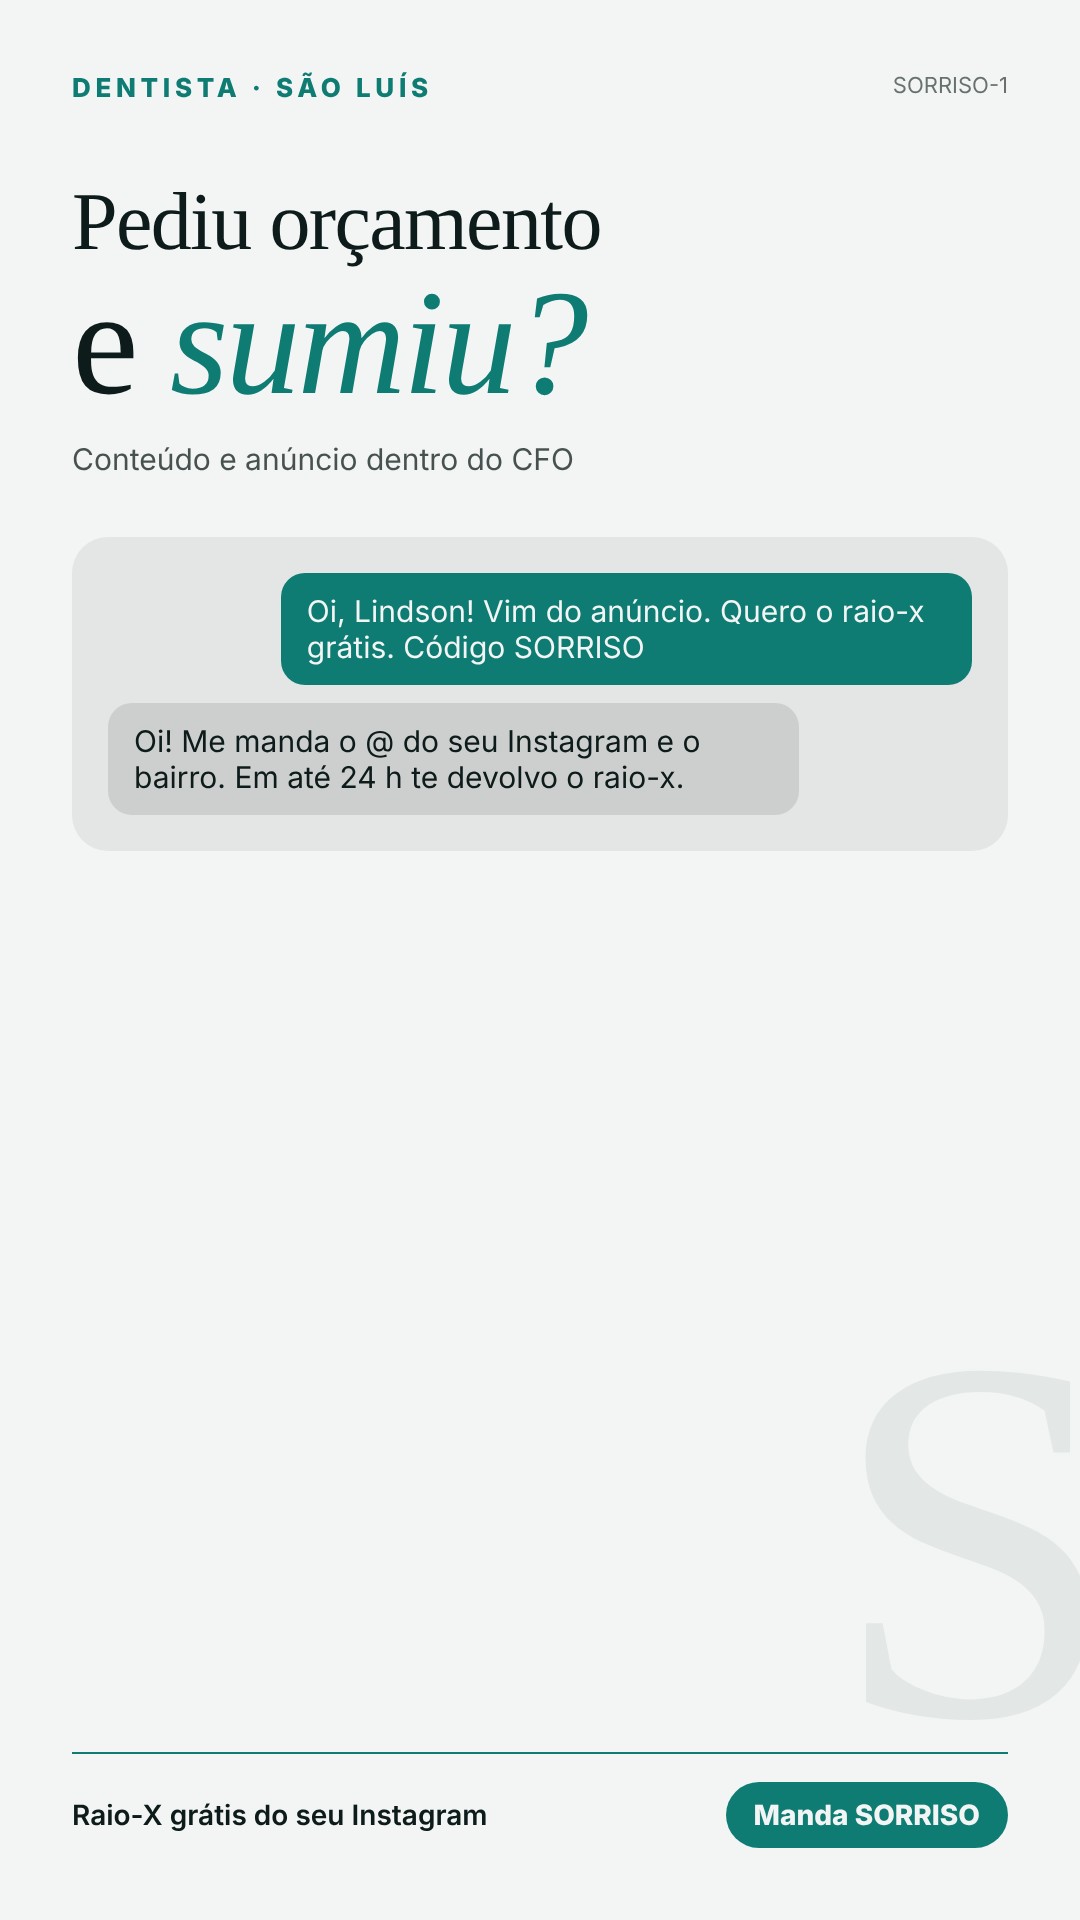 DENTISTA · SÃO LUÍS
SORRISO-1
Pediu orçamento
e sumiu?
Conteúdo e anúncio dentro do CFO
Oi, Lindson! Vim do anúncio. Quero o raio-x
grátis. Código SORRISO
Oi! Me manda o @ do seu Instagram e o
bairro. Em até 24 h te devolvo o raio-x.
S
Raio-X grátis do seu Instagram
Manda SORRISO